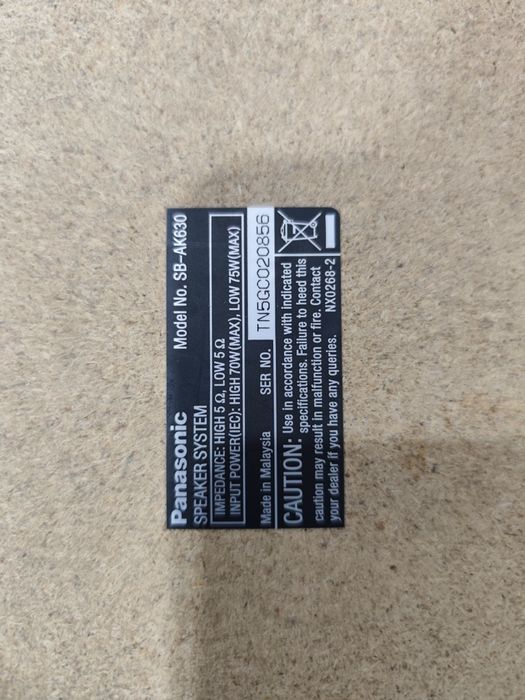 Panasonic
Model No. SB-AK630
SPEAKER SYSTEM
IMPEDANCE: HIGH 5 Ω, LOW 5 Ω
INPUT POWER(IEC): HIGH 70W(MAX), LOW 75W(MAX)
Made in Malaysia
SER NO. TN5GC020856
CAUTION: Use in accordance with indicated
specifications. Failure to heed this
caution may result in malfunction or fire. Contact
your dealer if you have any queries.
NX0268-2